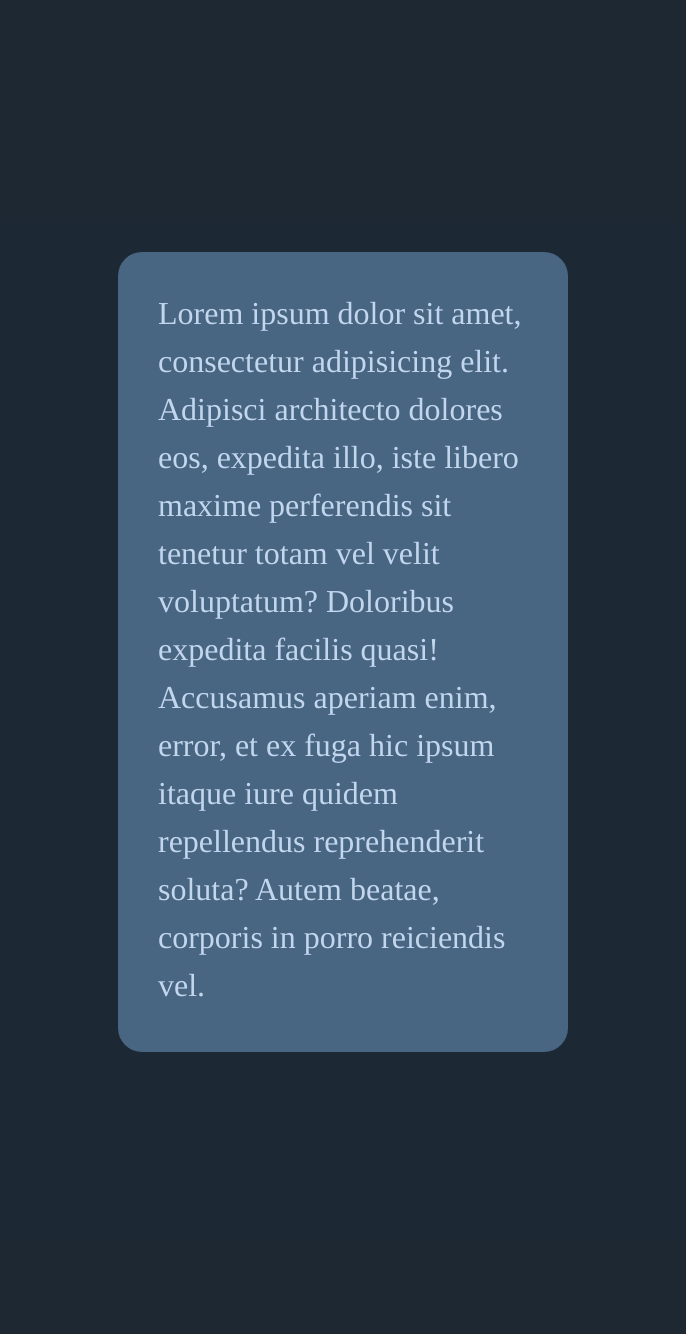 Lorem ipsum dolor sit amet,
consectetur adipisicing elit.
Adipisci architecto dolores
eos, expedita illo, iste libero
maxime perferendis sit
tenetur totam vel velit
voluptatum? Doloribus
expedita facilis quasi!
Accusamus aperiam enim,
error, et ex fuga hic ipsum
itaque iure quidem
repellendus reprehenderit
soluta? Autem beatae,
corporis in porro reiciendis
vel.